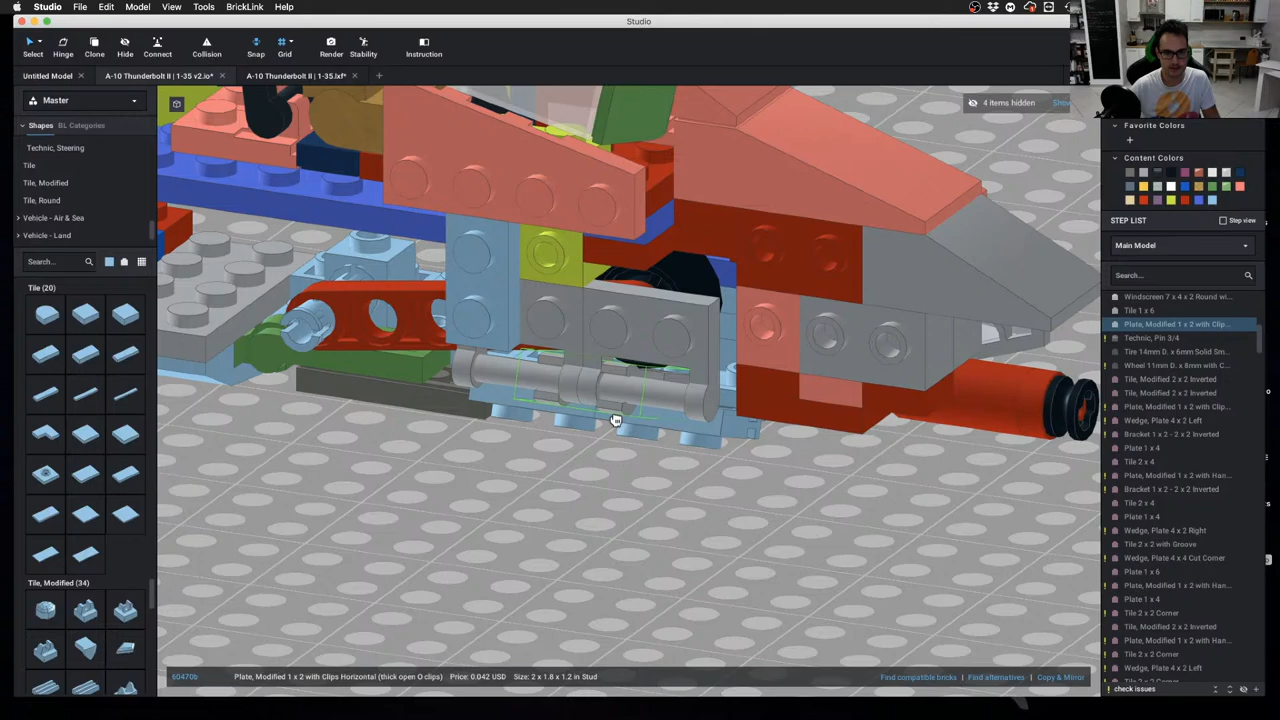 Studio File Edit Model View Tools BrickLink Window Help
Studio
Select Hinge Clone Hide Connect Collision Snap Grid Render Stability Instruction
Untitled Model × A-10 Thunderbolt II | 1-35 v2.io* × A-10 Thunderbolt II | 1-35.lxf* × +
Master
Shapes BL Categories
Technic, Steering
Tile
Tile, Modified
Tile, Round
Vehicle - Air & Sea
Vehicle - Land
Search...
Tile (20)
Tile, Modified (34)
4 items hidden Show
Favorite Colors
+
Content Colors
STEP LIST Step view
Main Model
Search...
Windscreen 7 x 4 x 2 Round wi...
Tile 1 x 6
Plate, Modified 1 x 2 with Clip...
Technic, Pin 3/4
Tire 14mm D. x 6mm Solid Sm...
Wheel 11mm D. x 8mm with C...
Tile, Modified 2 x 2 Inverted
Tile, Modified 2 x 2 Inverted
Plate, Modified 1 x 2 with Clip...
Wedge, Plate 4 x 2 Left
Bracket 1 x 2 - 2 x 2 Inverted
Plate 1 x 4
Tile 2 x 4
Plate, Modified 1 x 2 with Han...
Bracket 1 x 2 - 2 x 2 Inverted
Tile 2 x 4
Plate 1 x 4
Wedge, Plate 4 x 2 Right
Tile 2 x 2 with Groove
Wedge, Plate 4 x 4 Cut Corner
Plate 1 x 6
Plate, Modified 1 x 2 with Han...
Plate 1 x 4
Tile 2 x 2 Corner
Tile, Modified 2 x 2 Inverted
Plate, Modified 1 x 2 with Han...
Tile 2 x 2 Corner
Wedge, Plate 4 x 2 Left
check issues
60470b Plate, Modified 1 x 2 with Clips Horizontal (thick open O clips) Price: 0.042 USD Size: 2 x 1.8 x 1.2 in Stud Find compatible bricks | Find alternatives | Copy & Mirror